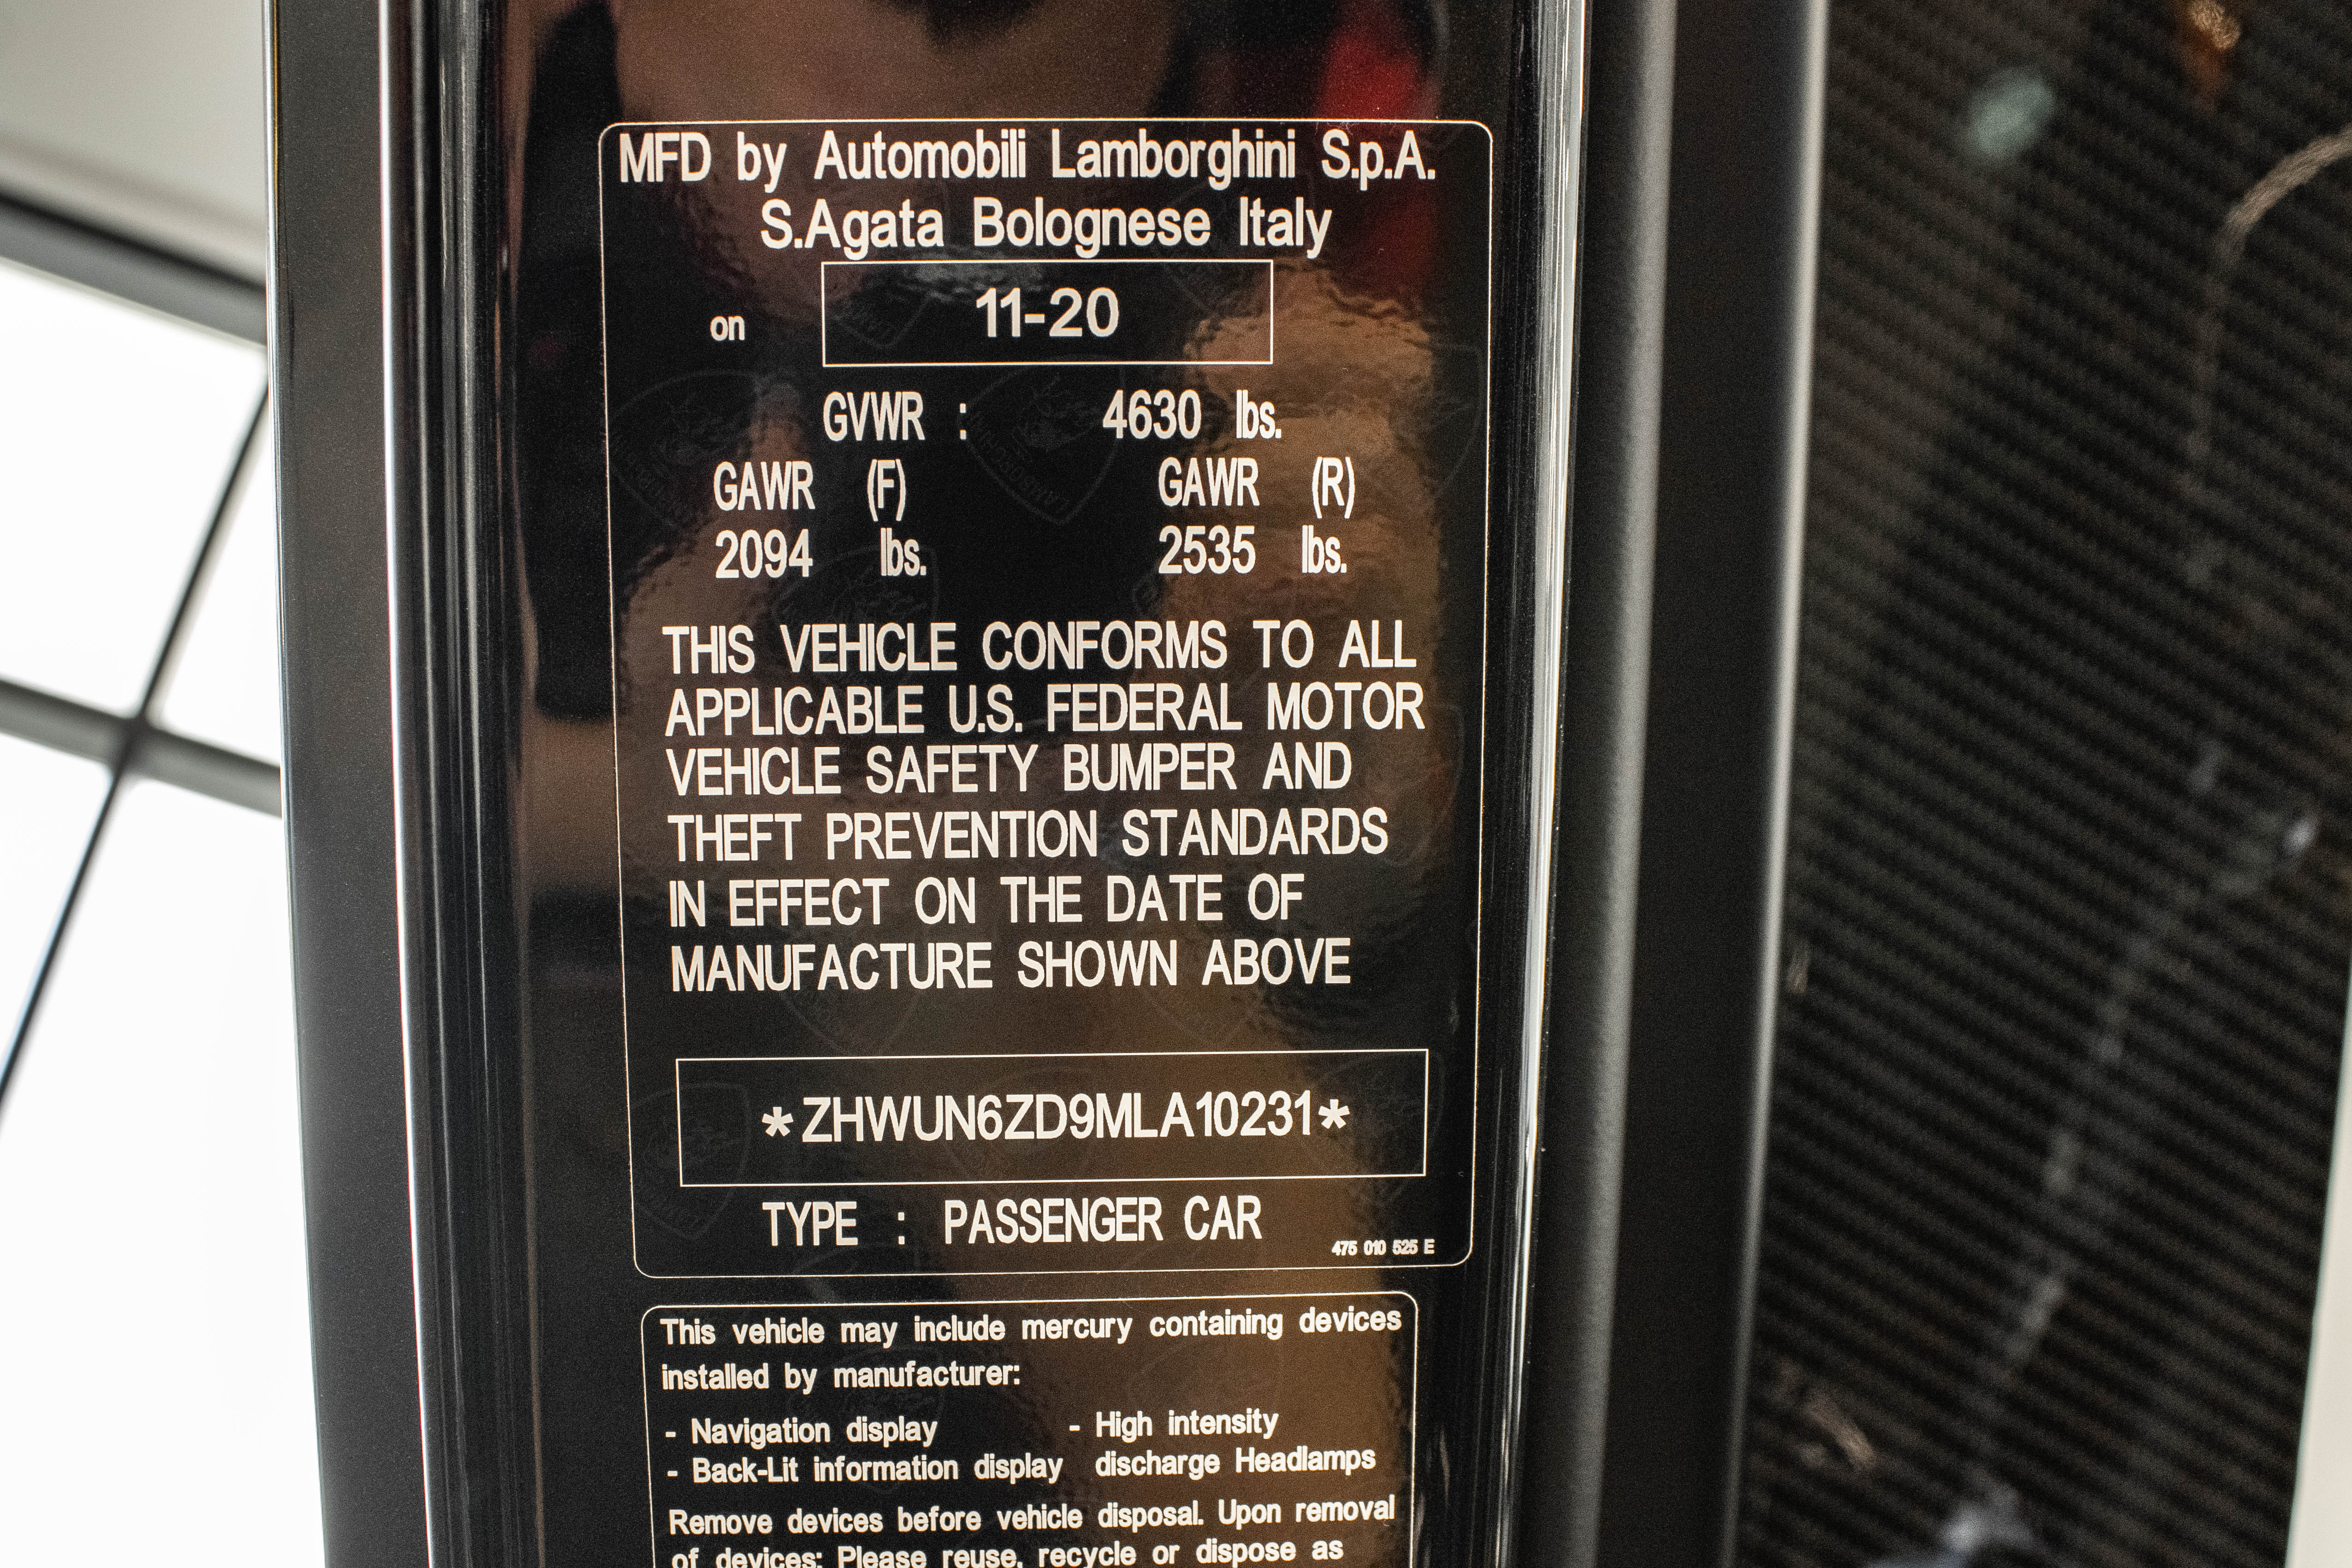 MFD by Automobili Lamborghini S.p.A.
S.Agata Bolognese Italy
on 11-20
GVWR : 4630 lbs.
GAWR (F) GAWR (R)
2094 lbs. 2535 lbs.
THIS VEHICLE CONFORMS TO ALL
APPLICABLE U.S. FEDERAL MOTOR
VEHICLE SAFETY BUMPER AND
THEFT PREVENTION STANDARDS
IN EFFECT ON THE DATE OF
MANUFACTURE SHOWN ABOVE
*ZHWUN6ZD9MLA10231*
TYPE : PASSENGER CAR
475 010 525 E
This vehicle may include mercury containing devices
installed by manufacturer:
- Navigation display - High intensity
- Back-Lit information display discharge Headlamps
Remove devices before vehicle disposal. Upon removal
of devices: Please reuse, recycle or dispose as